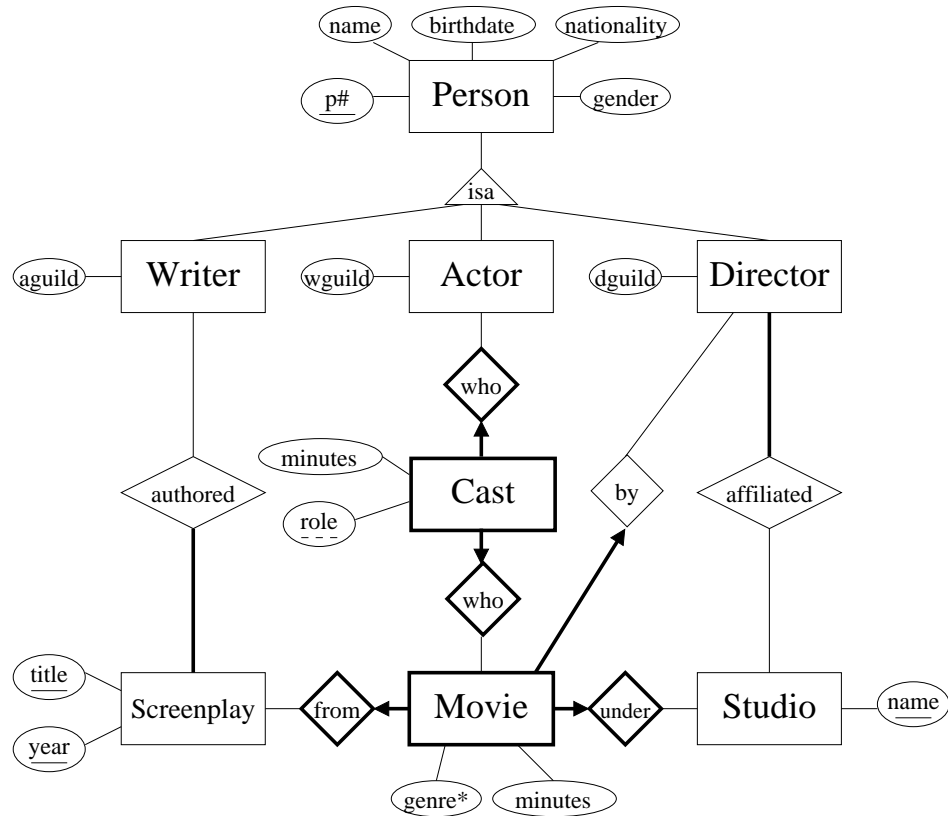 name
birthdate
nationality
p#
Person
gender
isa
aguild
Writer
wguild
Actor
dguild
Director
who
minutes
Cast
authored
by
affiliated
role
who
title
Screenplay
from
Movie
under
Studio
name
year
genre*
minutes